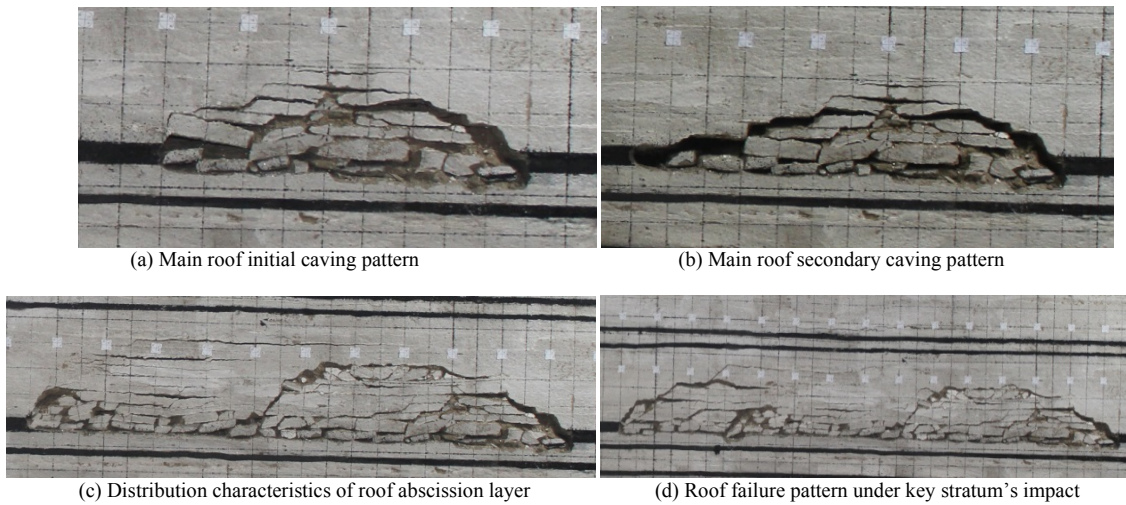 (a) Main roof initial caving pattern
(b) Main roof secondary caving pattern
(c) Distribution characteristics of roof abscission layer
(d) Roof failure pattern under key stratum's impact